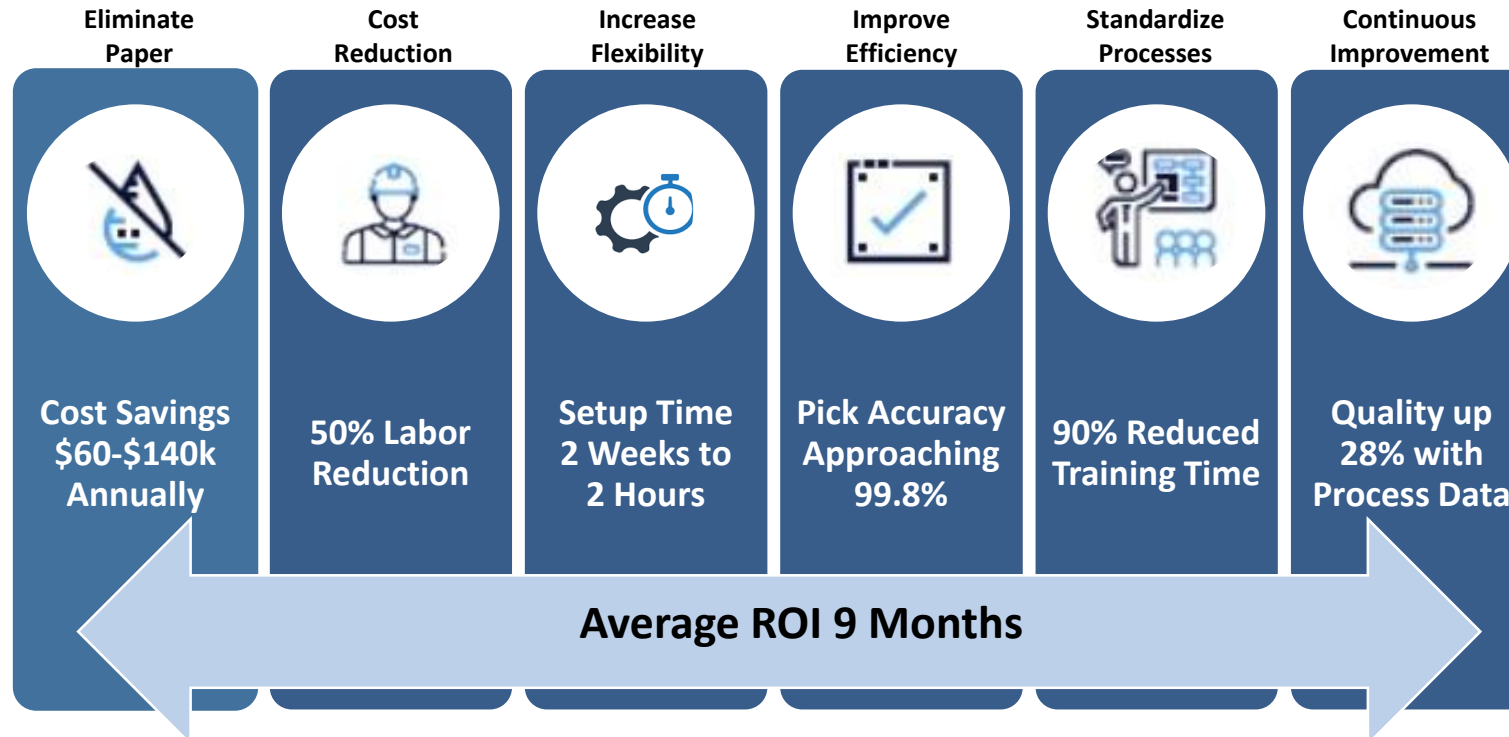 Eliminate
Paper
Cost
Reduction
Increase
Flexibility
Improve
Efficiency
Standardize
Processes
Continuous
Improvement
Cost Savings
$60-$140k
Annually
50% Labor
Reduction
Setup Time
2 Weeks to
2 Hours
Pick Accuracy
Approaching
99.8%
90% Reduced
Training Time
Quality up
28% with
Process Data
Average ROI 9 Months